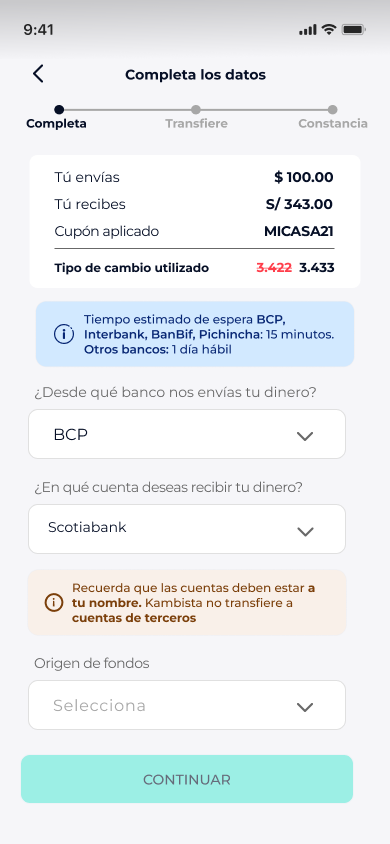 9:41
Completa los datos
Completa
Transfiere
Constancia
Tú envías $ 100.00
Tú recibes S/ 343.00
Cupón aplicado MICASA21
Tipo de cambio utilizado 3.422 3.433
Tiempo estimado de espera BCP,
Interbank, BanBif, Pichincha: 15 minutos.
Otros bancos: 1 día hábil
¿Desde qué banco nos envías tu dinero?
BCP
¿En qué cuenta deseas recibir tu dinero?
Scotiabank
Recuerda que las cuentas deben estar a
tu nombre. Kambista no transfiere a
cuentas de terceros
Origen de fondos
Selecciona
CONTINUAR